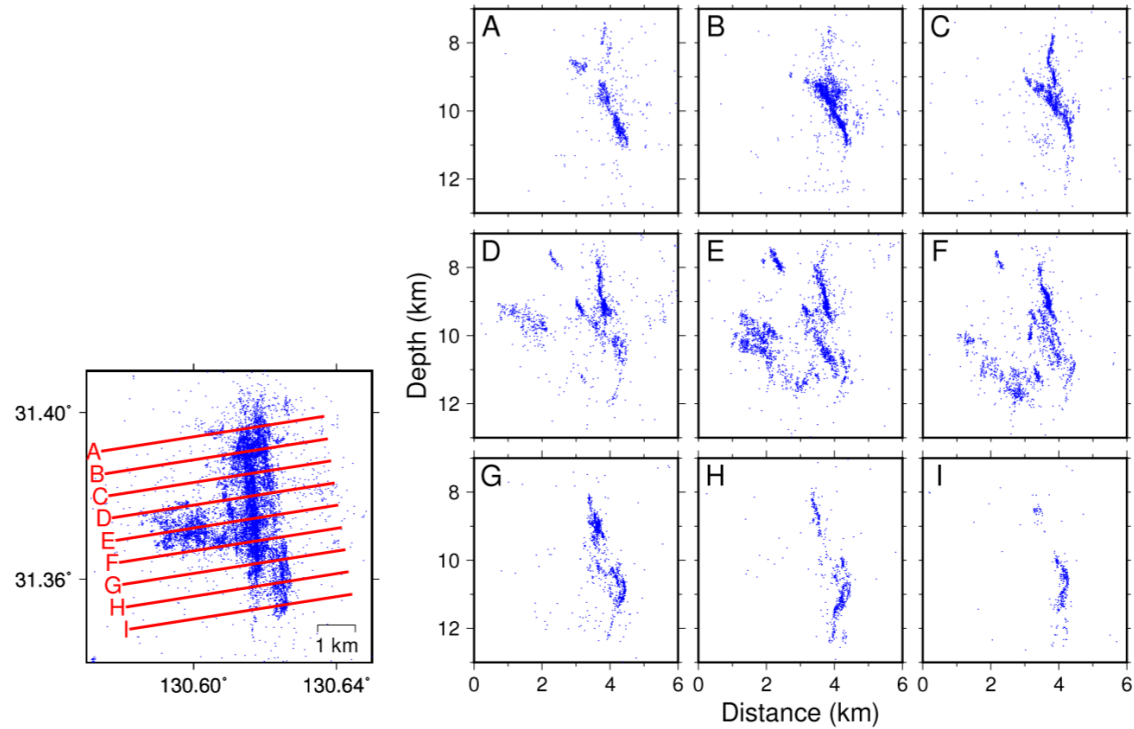 A
B
C
8
10
12
D
E
F
8
10
12
Depth (km)
G
H
I
8
10
12
0 2 4 6
0 2 4 6
0 2 4 6
Distance (km)
31.40°
31.36°
A
B
C
D
E
F
G
H
I
1 km
130.60°
130.64°